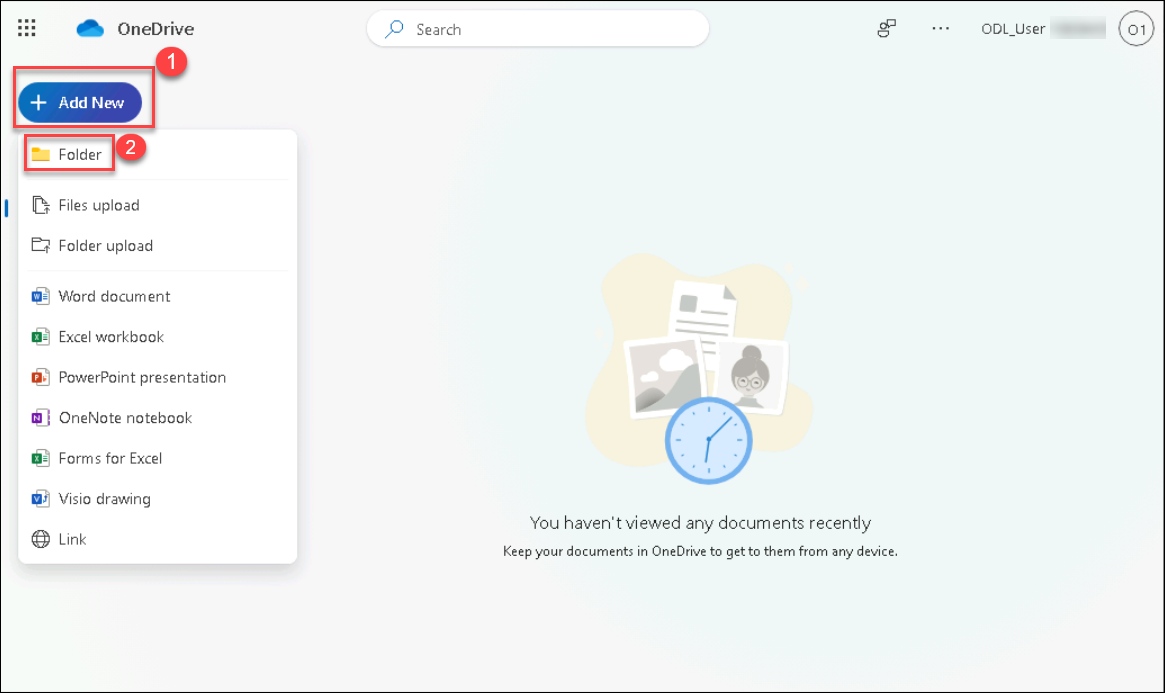 OneDrive
Search
ODL_User
O1
1
Add New
2
Folder
Files upload
Folder upload
Word document
Excel workbook
PowerPoint presentation
OneNote notebook
Forms for Excel
Visio drawing
Link
You haven't viewed any documents recently
Keep your documents in OneDrive to get to them from any device.